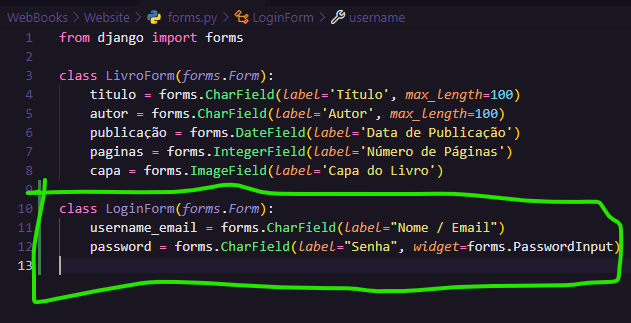 WebBooks > Website > forms.py > LoginForm > username
1 from django import forms
2
3 class LivroForm(forms.Form):
4 titulo = forms.CharField(label='Título', max_length=100)
5 autor = forms.CharField(label='Autor', max_length=100)
6 publicação = forms.DateField(label='Data de Publicação')
7 paginas = forms.IntegerField(label='Número de Páginas')
8 capa = forms.ImageField(label='Capa do Livro')
9
10 class LoginForm(forms.Form):
11 username_email = forms.CharField(label="Nome / Email")
12 password = forms.CharField(label="Senha", widget=forms.PasswordInput)
13